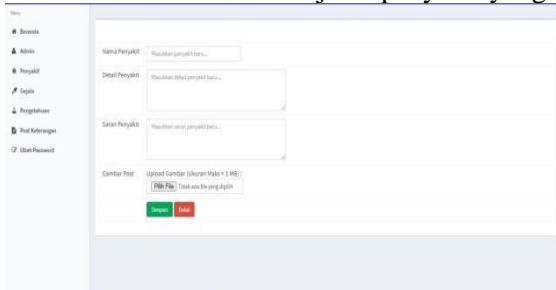 Menu
Beranda
Admin
Penyakit
Gejala
Pengetahuan
Post Keterangan
Ubah Password
Nama Penyakit
Masukkan penyakit baru...
Detail Penyakit
Masukkan detail penyakit baru...
Saran Penyakit
Masukkan saran penyakit baru...
Gambar Post
Upload Gambar (Ukuran Maks = 1 MB) :
Pilih File Tidak ada file yang dipilih
Simpan Batal